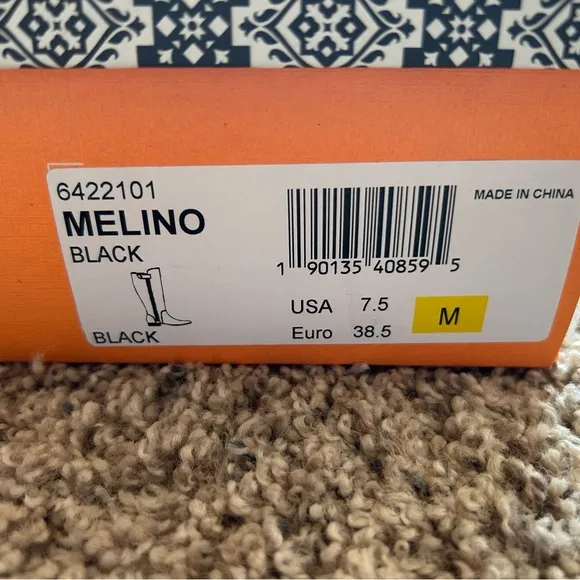 6422101
MELINO
BLACK
BLACK
1 90135 40859 5
MADE IN CHINA
USA 7.5
Euro 38.5
M